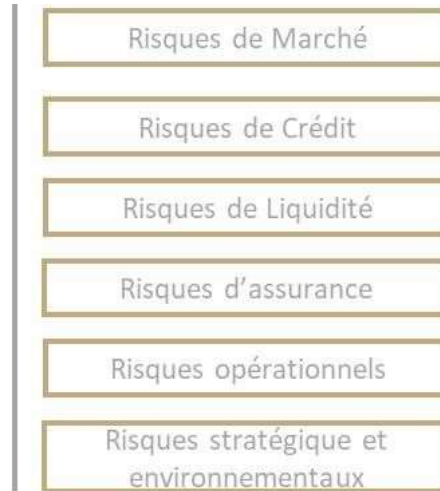 Risques de Marché
Risques de Crédit
Risques de Liquidité
Risques d'assurance
Risques opérationnels
Risques stratégique et
environnementaux